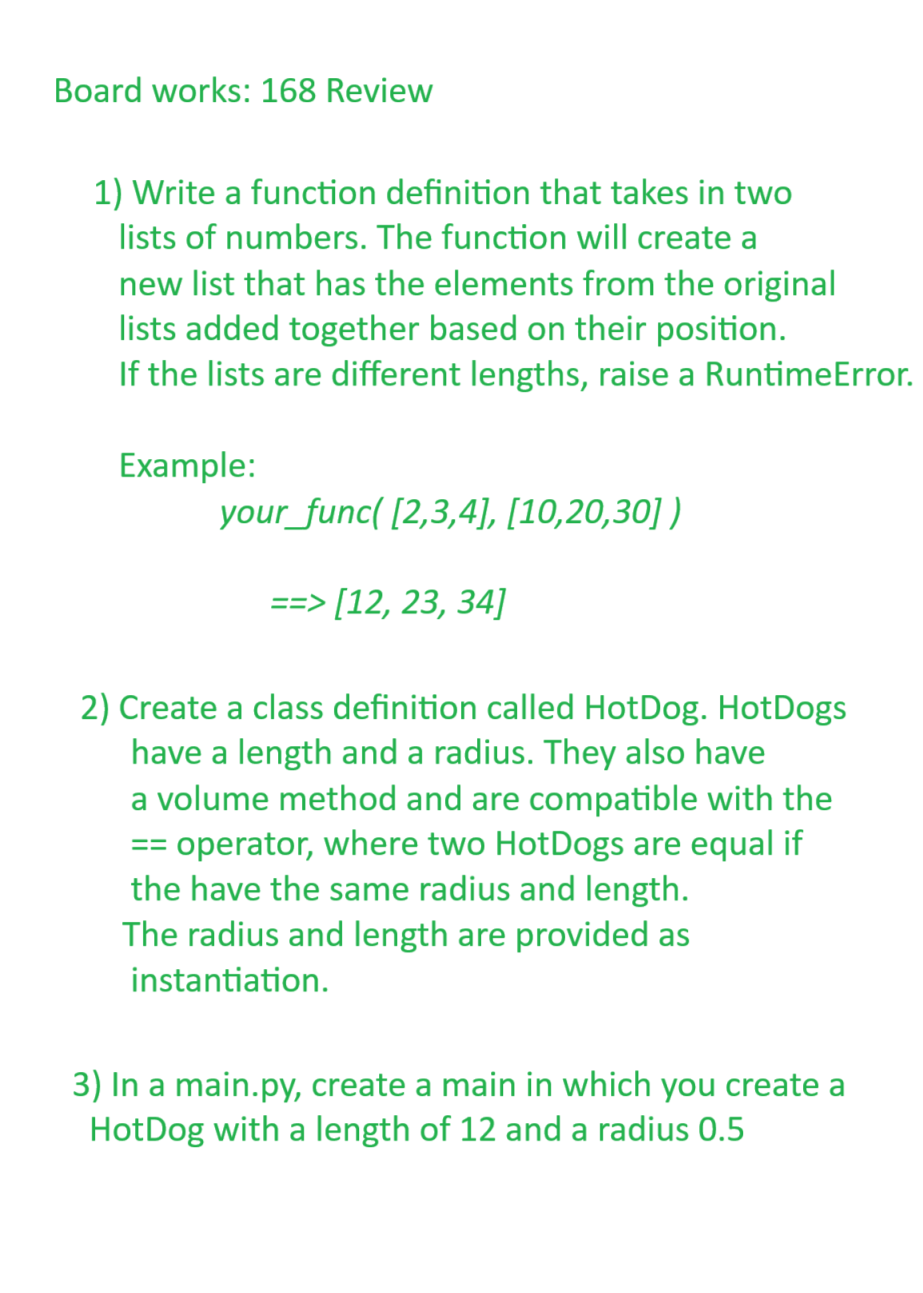 Board works: 168 Review
1) Write a function definition that takes in two
lists of numbers. The function will create a
new list that has the elements from the original
lists added together based on their position.
If the lists are different lengths, raise a RuntimeError.
Example:
your_func( [2,3,4], [10,20,30] )
==> [12, 23, 34]
2) Create a class definition called HotDog. HotDogs
have a length and a radius. They also have
a volume method and are compatible with the
== operator, where two HotDogs are equal if
the have the same radius and length.
The radius and length are provided as
instantiation.
3) In a main.py, create a main in which you create a
HotDog with a length of 12 and a radius 0.5